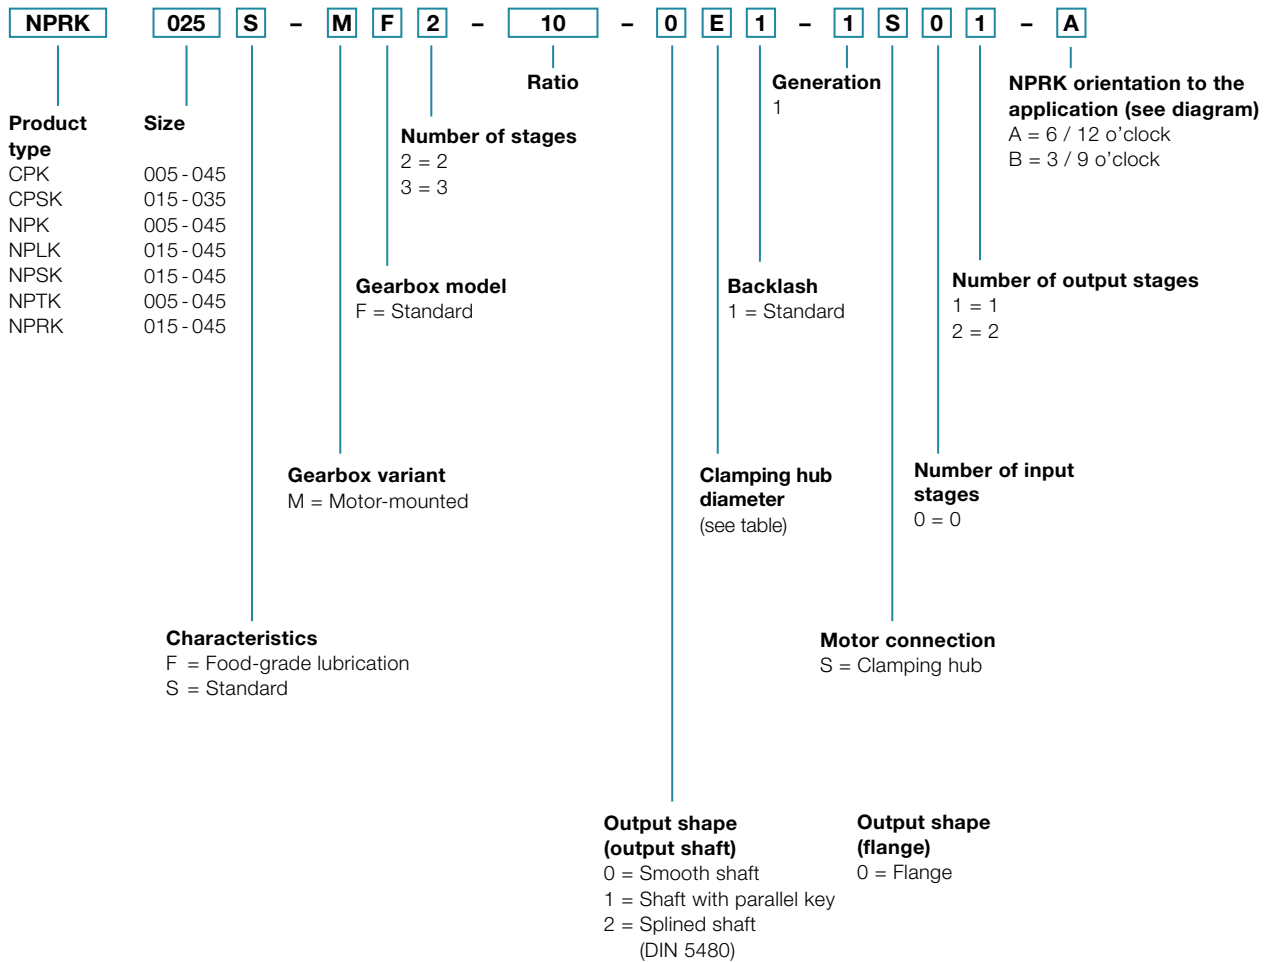 NPRK 025 S – M F 2 – 10 – 0 E 1 – 1 S 0 1 – A
Product type
Size
CPK 005 - 045
CPSK 015 - 035
NPK 005 - 045
NPLK 015 - 045
NPSK 015 - 045
NPTK 005 - 045
NPRK 015 - 045
Characteristics
F = Food-grade lubrication
S = Standard
Gearbox variant
M = Motor-mounted
Gearbox model
F = Standard
Number of stages
2 = 2
3 = 3
Ratio
Output shape
(output shaft)
0 = Smooth shaft
1 = Shaft with parallel key
2 = Splined shaft
(DIN 5480)
Output shape
(flange)
0 = Flange
Clamping hub
diameter
(see table)
Backlash
1 = Standard
Generation
1
Motor connection
S = Clamping hub
Number of input
stages
0 = 0
Number of output stages
1 = 1
2 = 2
NPRK orientation to the
application (see diagram)
A = 6 / 12 o’clock
B = 3 / 9 o’clock